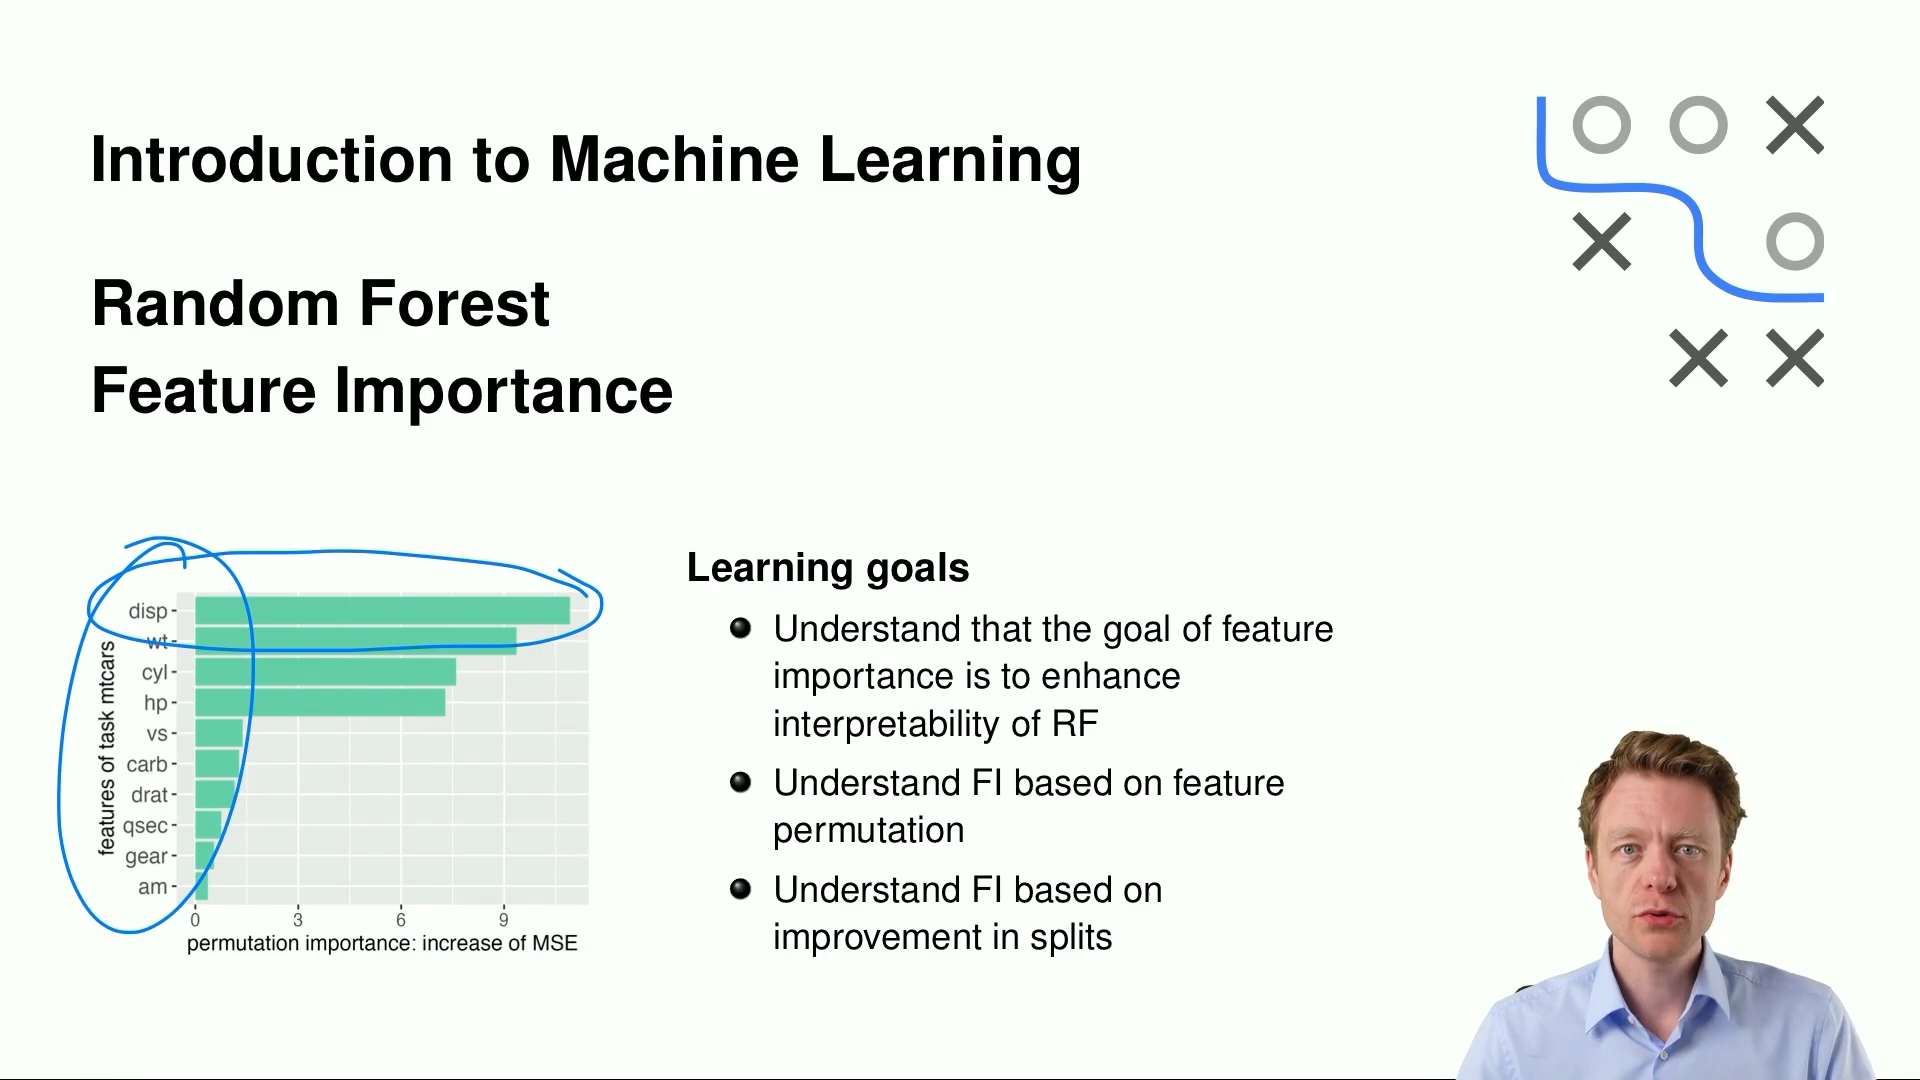 Introduction to Machine Learning
Random Forest
Feature Importance
disp
wt
cyl
hp
vs
carb
drat
qsec
gear
am
features of task mtcars
0 3 6 9
permutation importance: increase of MSE
Learning goals
Understand that the goal of feature
importance is to enhance
interpretability of RF
Understand FI based on feature
permutation
Understand FI based on
improvement in splits